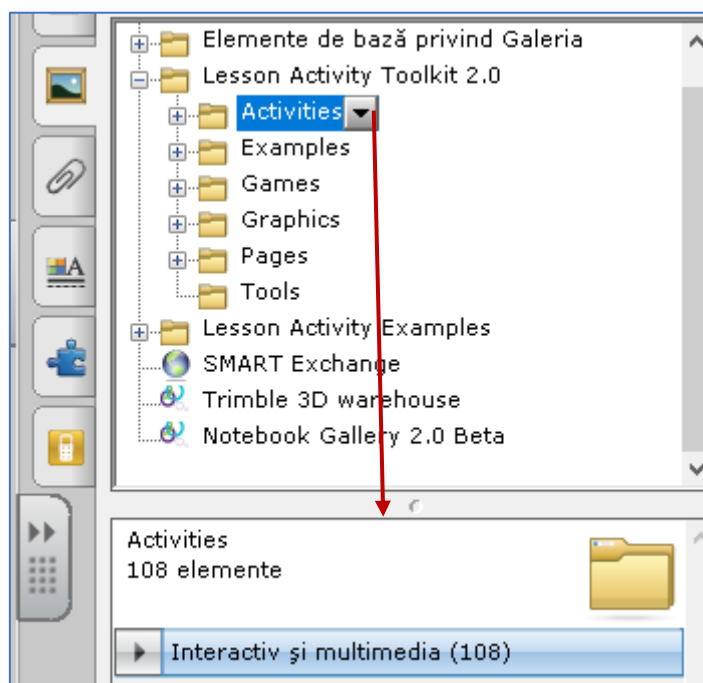 Elemente de bază privind Galeria
Lesson Activity Toolkit 2.0
Activities
Examples
Games
Graphics
Pages
Tools
Lesson Activity Examples
SMART Exchange
Trimble 3D warehouse
Notebook Gallery 2.0 Beta
Activities
108 elemente
Interactiv şi multimedia (108)